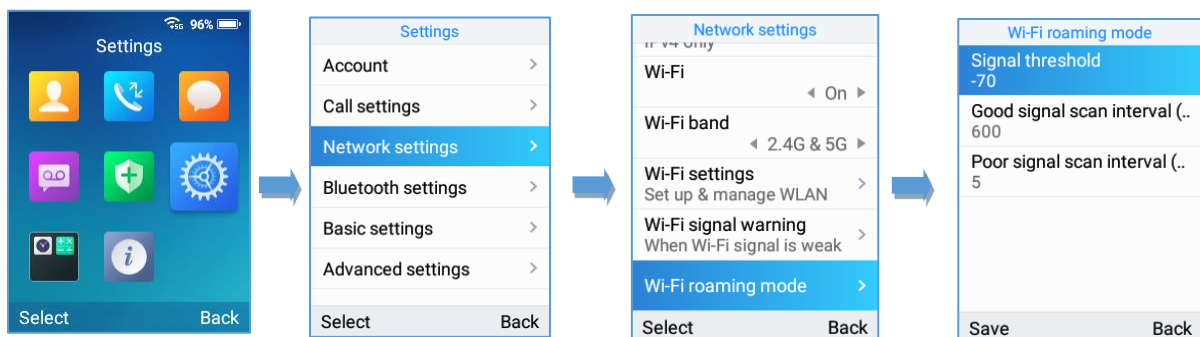 5G 96%
Settings
Select Back
Settings
Account
Call settings
Network settings
Bluetooth settings
Basic settings
Advanced settings
Select Back
Network settings
IPv4 only
Wi-Fi
On
Wi-Fi band
2.4G & 5G
Wi-Fi settings
Set up & manage WLAN
Wi-Fi signal warning
When Wi-Fi signal is weak
Wi-Fi roaming mode
Select Back
Wi-Fi roaming mode
Signal threshold
-70
Good signal scan interval (..
600
Poor signal scan interval (..
5
Save Back